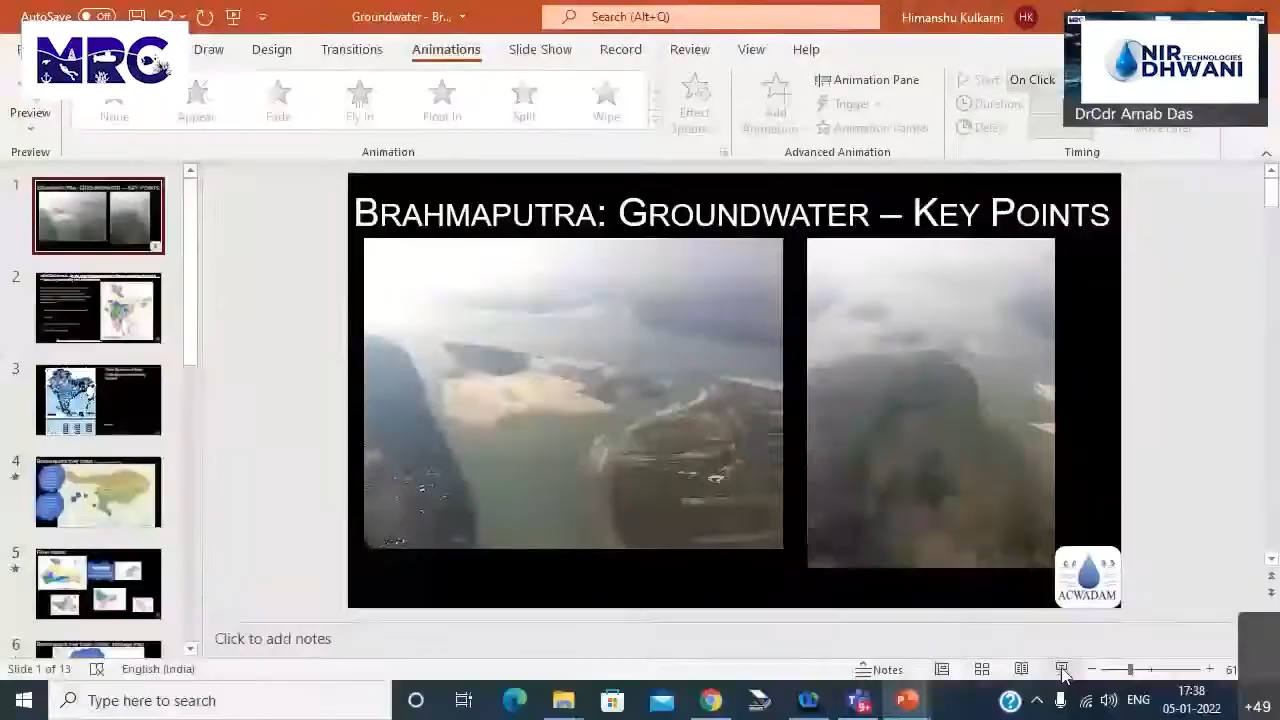 AutoSave Off
Groundwater - Br...
Search (Alt+Q)
Himanshu Kulkarni
HK
MRC
Draw
Design
Transitions
Animations
Slide Show
Record
Review
View
Help
NIR
DHWANI
TECHNOLOGIES
DrCdr Arnab Das
Preview
None
Appear
Fade
Fly In
Float In
Split
Wipe
Effect
Add
Animation
Animation Pane
Trigger
Start
On Click
Duration
Delay
Preview
Animation
Advanced Animation
Timing
BRAHMAPUTRA: GROUNDWATER – KEY POINTS
ACWADAM
1
2
3
4
5
6
Click to add notes
Slide 1 of 13
English (India)
Notes
61
Type here to search
ENG
17:38
05-01-2022
+49